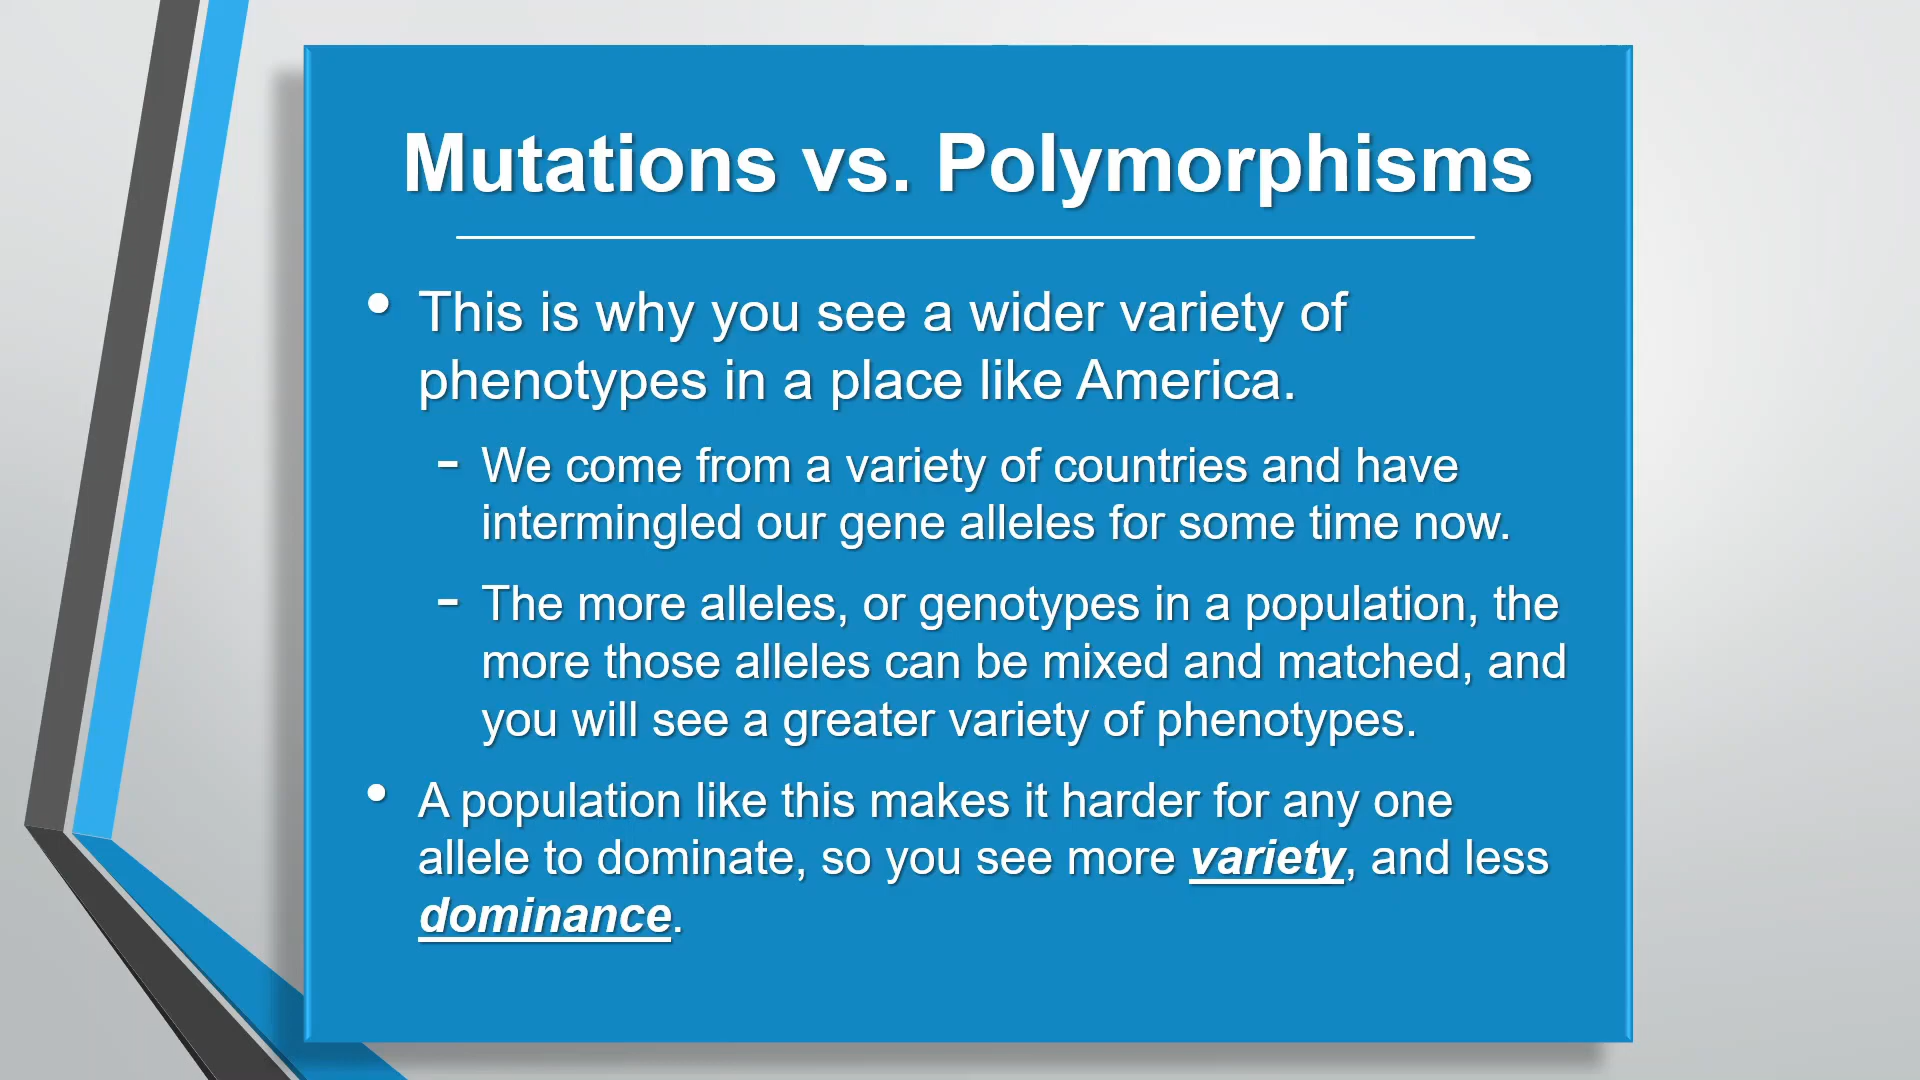 Mutations vs. Polymorphisms
• This is why you see a wider variety of
phenotypes in a place like America.
- We come from a variety of countries and have
intermingled our gene alleles for some time now.
- The more alleles, or genotypes in a population, the
more those alleles can be mixed and matched, and
you will see a greater variety of phenotypes.
• A population like this makes it harder for any one
allele to dominate, so you see more variety, and less
dominance.